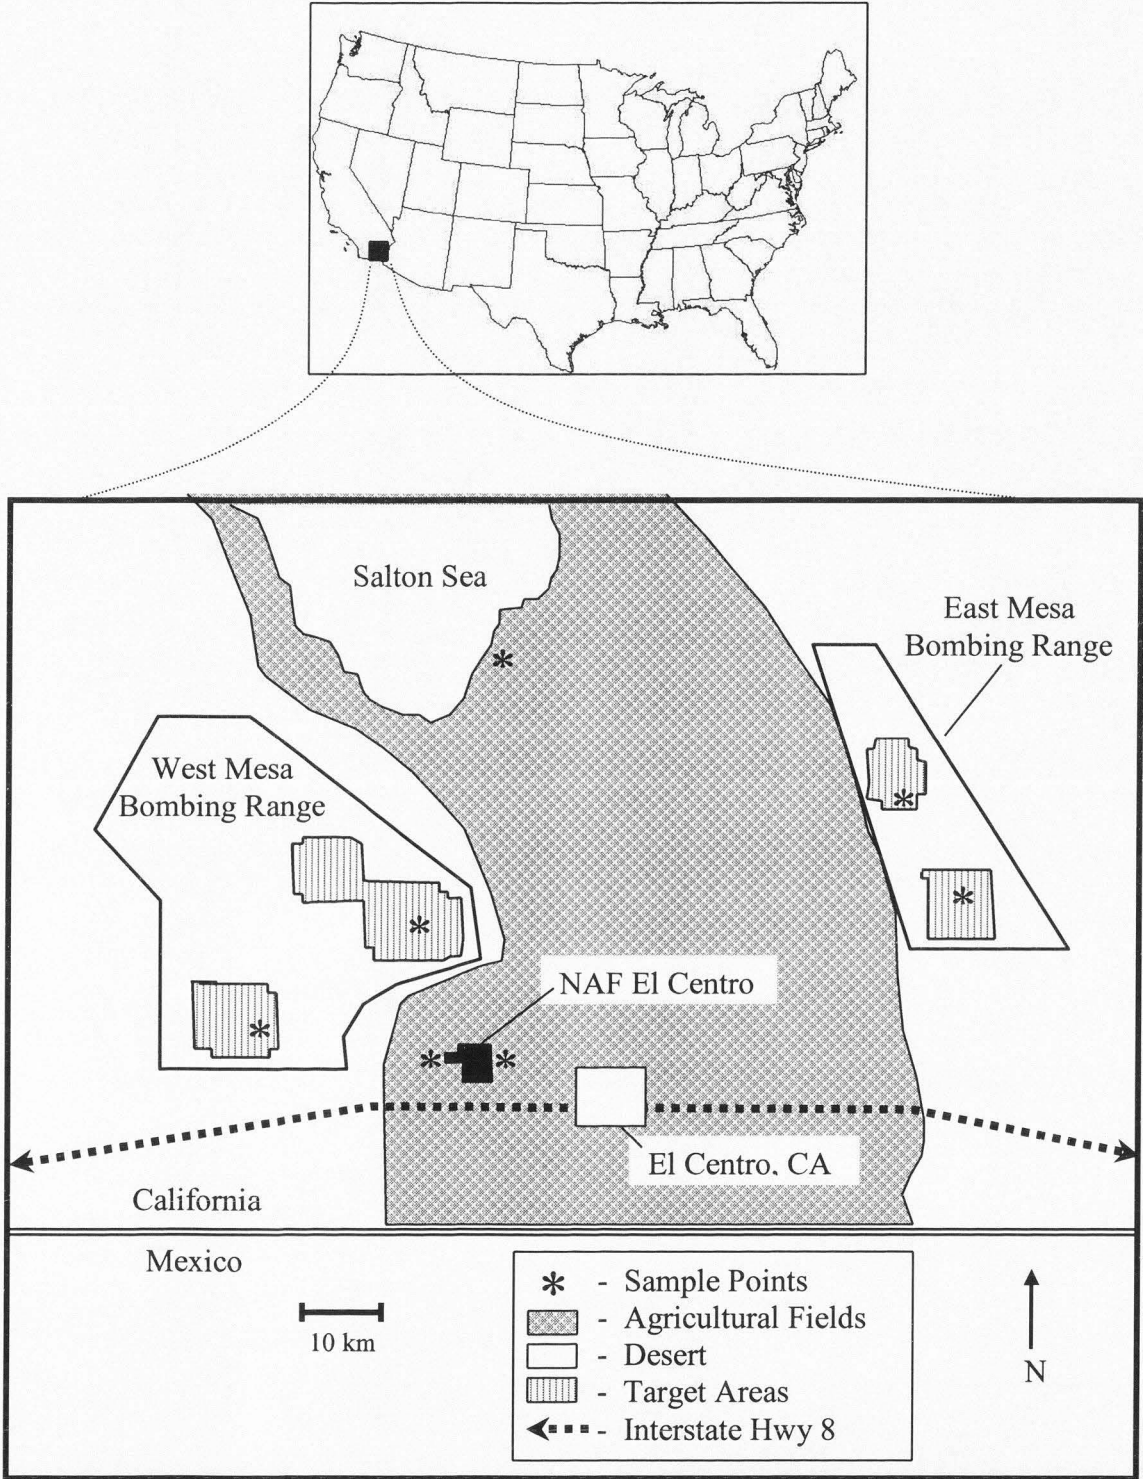 Salton Sea
East Mesa
Bombing Range
West Mesa
Bombing Range
NAF El Centro
El Centro, CA
California
Mexico
10 km
* - Sample Points
- Agricultural Fields
- Desert
- Target Areas
- Interstate Hwy 8
N